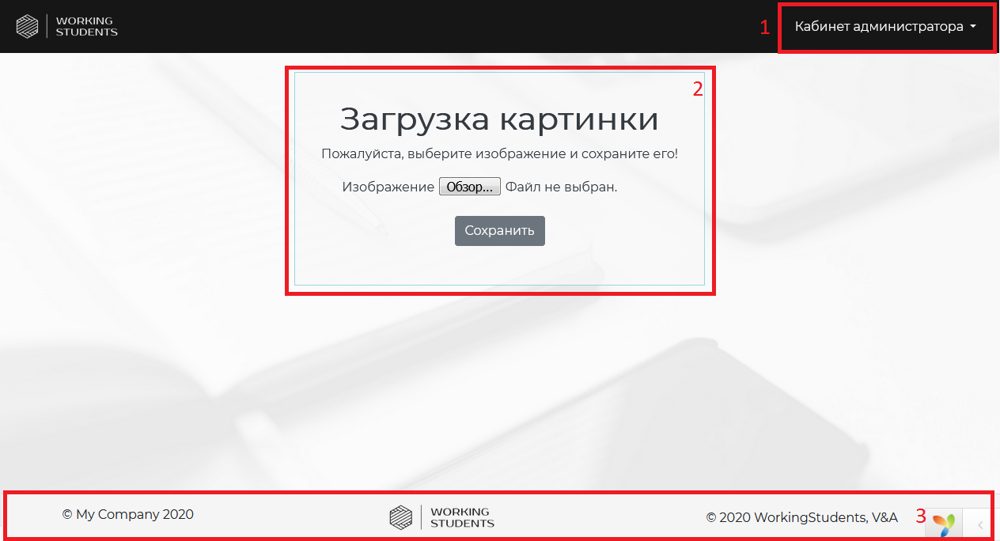 WORKING
STUDENTS
1
Кабинет администратора
2
Загрузка картинки
Пожалуйста, выберите изображение и сохраните его!
Изображение Обзор... Файл не выбран.
Сохранить
© My Company 2020
WORKING
STUDENTS
© 2020 WorkingStudents, V&A
3